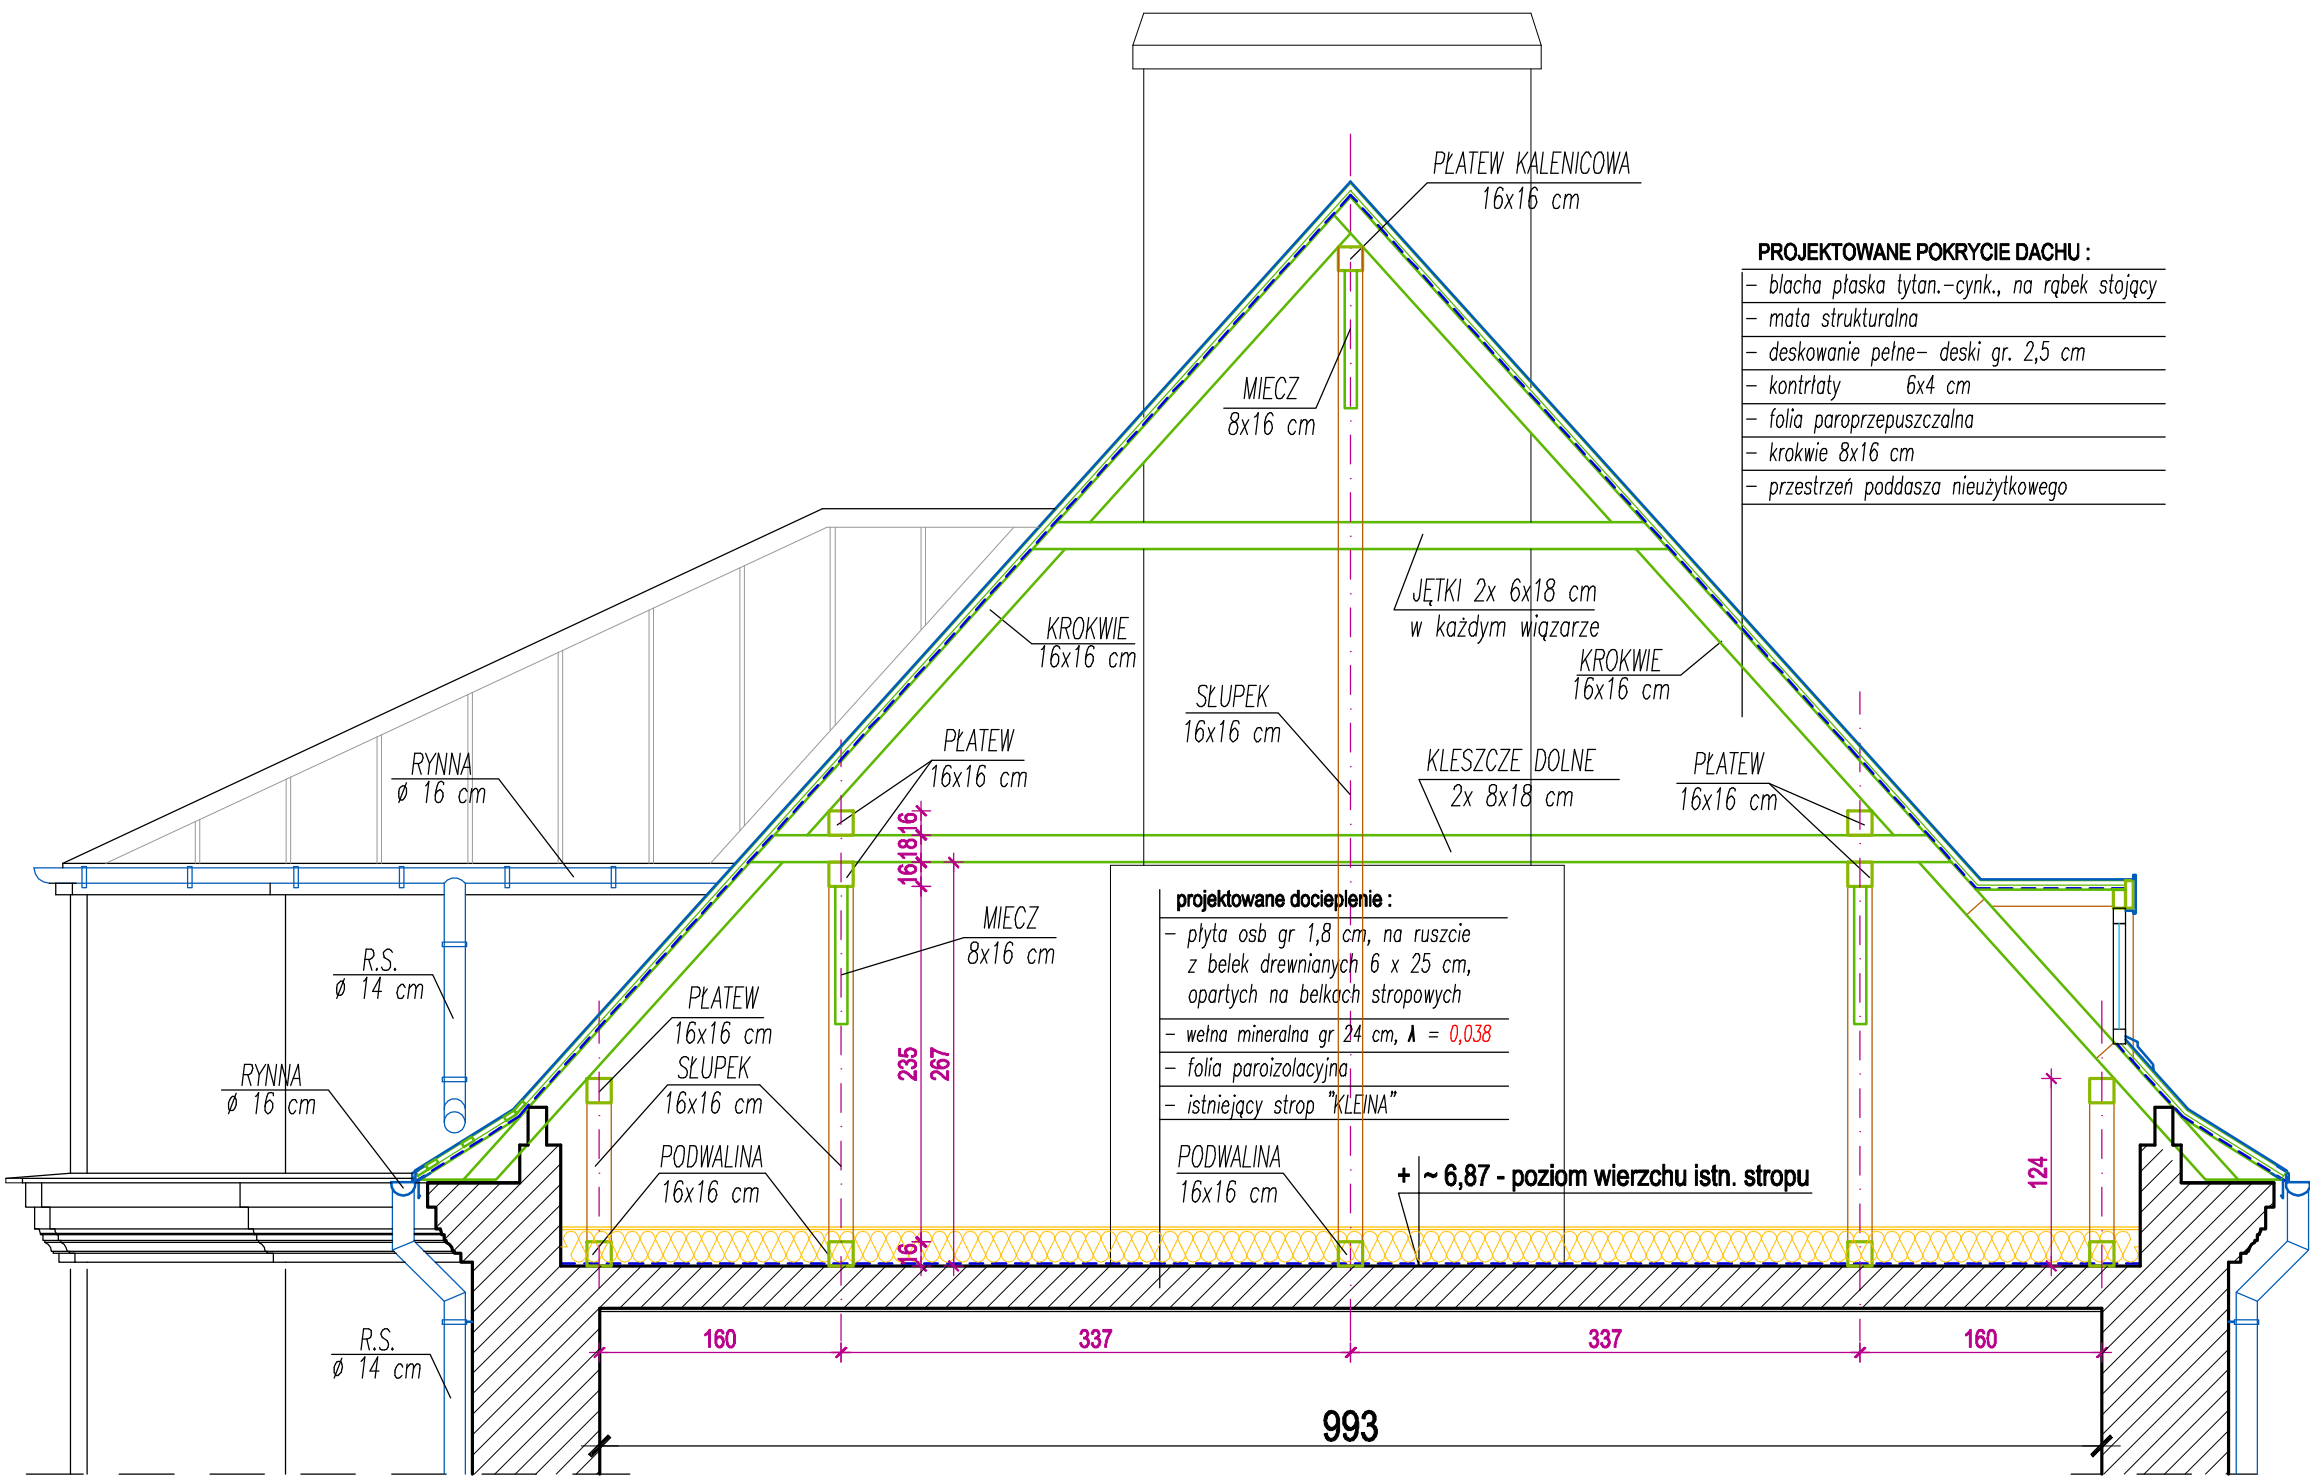 PŁATEW KALENICOWA
16x16 cm
PROJEKTOWANE POKRYCIE DACHU :
- blacha płaska tytan.-cynk., na rąbek stojący
- mata strukturalna
- deskowanie pełne- deski gr. 2,5 cm
- kontrłaty 6x4 cm
- folia paroprzepuszczalna
- krokwie 8x16 cm
- przestrzeń poddasza nieużytkowego
MIECZ
8x16 cm
JĘTKI 2x 6x18 cm
w każdym wiązarze
KROKWIE
16x16 cm
KROKWIE
16x16 cm
SŁUPEK
16x16 cm
PŁATEW
16x16 cm
KLESZCZE DOLNE
2x 8x18 cm
PŁATEW
16x16 cm
RYNNA
ø 16 cm
16
18
16
projektowane docieplenie :
- płyta osb gr 1,8 cm, na ruszcie
z belek drewnianych 6 x 25 cm,
opartych na belkach stropowych
- wełna mineralna gr 24 cm, λ = 0,038
- folia paroizolacyjna
- istniejący strop "KLEINA"
MIECZ
8x16 cm
R.S.
ø 14 cm
PŁATEW
16x16 cm
SŁUPEK
16x16 cm
235
267
RYNNA
ø 16 cm
PODWALINA
16x16 cm
PODWALINA
16x16 cm
+ ~ 6,87 - poziom wierzchu istn. stropu
124
16
R.S.
ø 14 cm
160
337
337
160
993